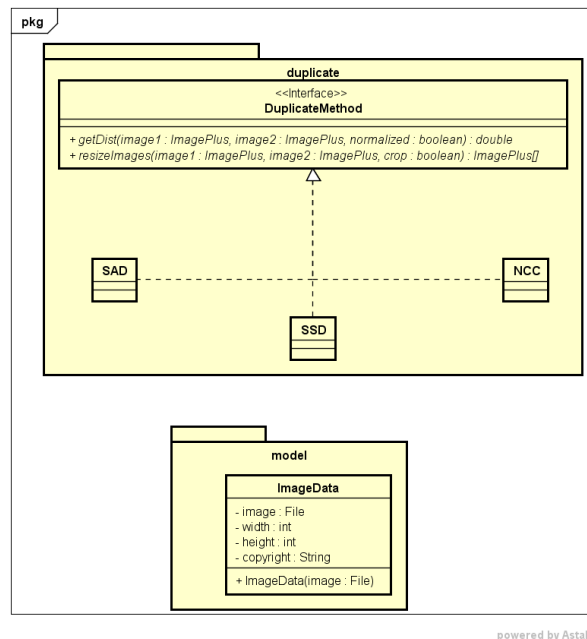 pkg
duplicate
<<Interface>>
DuplicateMethod
+ getDist(image1 : ImagePlus, image2 : ImagePlus, normalized : boolean) : double
+ resizeImages(image1 : ImagePlus, image2 : ImagePlus, crop : boolean) : ImagePlus[]
SAD
NCC
SSD
model
ImageData
- image : File
- width : int
- height : int
- copyright : String
+ ImageData(image : File)
powered by Astah